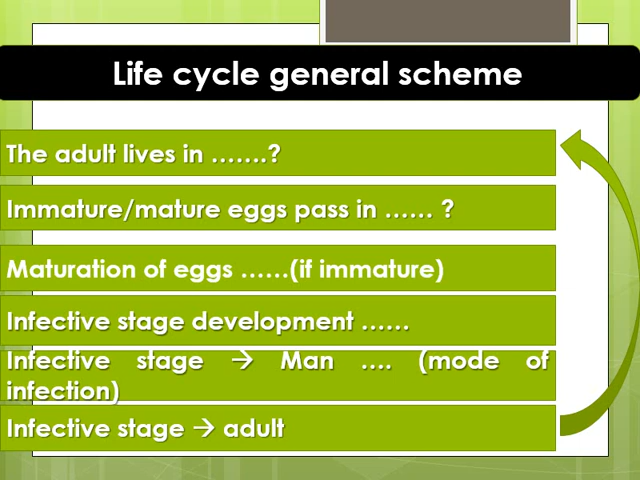 Life cycle general scheme
The adult lives in …….?
Immature/mature eggs pass in …… ?
Maturation of eggs ……(if immature)
Infective stage development ……
Infective stage → Man …. (mode of
infection)
Infective stage → adult